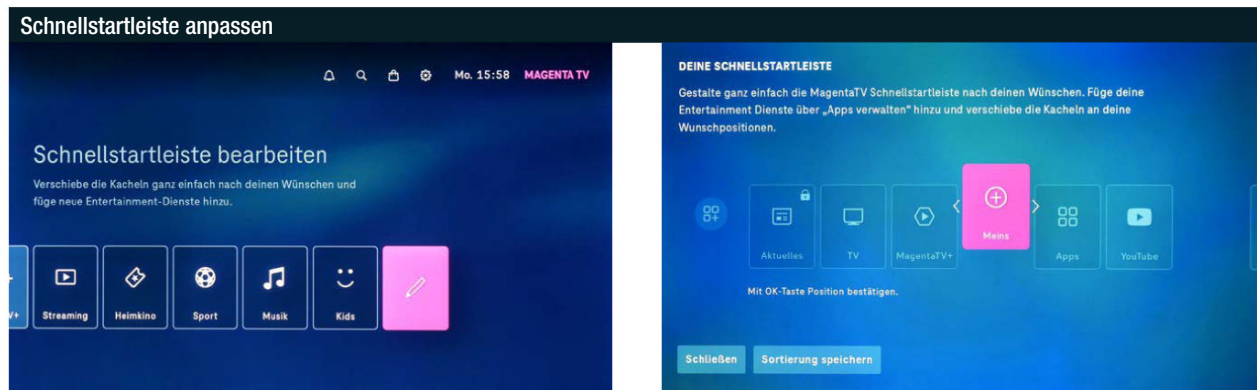 Schnellstartleiste anpassen
Mo. 15:58 MAGENTA TV
Schnellstartleiste bearbeiten
Verschiebe die Kacheln ganz einfach nach deinen Wünschen und
füge neue Entertainment-Dienste hinzu.
V+ Streaming Heimkino Sport Musik Kids
DEINE SCHNELLSTARTLEISTE
Gestalte ganz einfach die MagentaTV Schnellstartleiste nach deinen Wünschen. Füge deine
Entertainment Dienste über „Apps verwalten" hinzu und verschiebe die Kacheln an deine
Wunschpositionen.
Aktuelles TV MagentaTV+ Meins Apps YouTube
Mit OK-Taste Position bestätigen.
Schließen Sortierung speichern